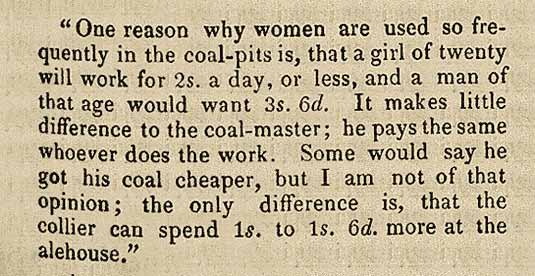 "One reason why women are used so fre-
quently in the coal-pits is, that a girl of twenty
will work for 2s. a day, or less, and a man of
that age would want 3s. 6d. It makes little
difference to the coal-master; he pays the same
whoever does the work. Some would say he
got his coal cheaper, but I am not of that
opinion; the only difference is, that the
collier can spend 1s. to 1s. 6d. more at the
alehouse."